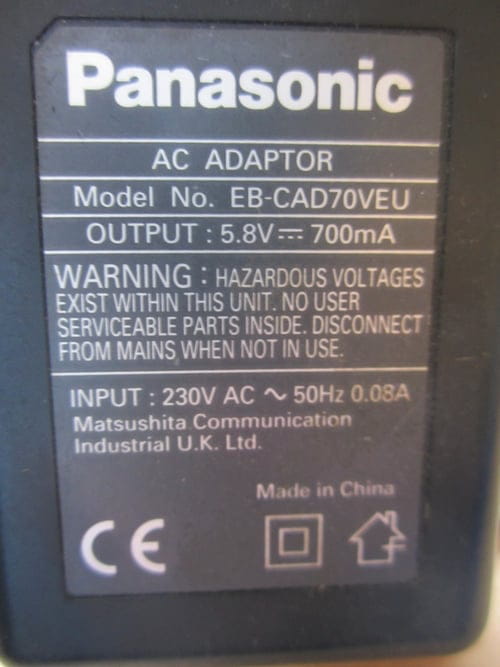 Panasonic
AC ADAPTOR
Model No. EB-CAD70VEU
OUTPUT : 5.8V⎓ 700mA
WARNING : HAZARDOUS VOLTAGES
EXIST WITHIN THIS UNIT. NO USER
SERVICEABLE PARTS INSIDE. DISCONNECT
FROM MAINS WHEN NOT IN USE.
INPUT : 230V AC ~ 50Hz 0.08A
Matsushita Communication
Industrial U.K. Ltd.
Made in China
CE